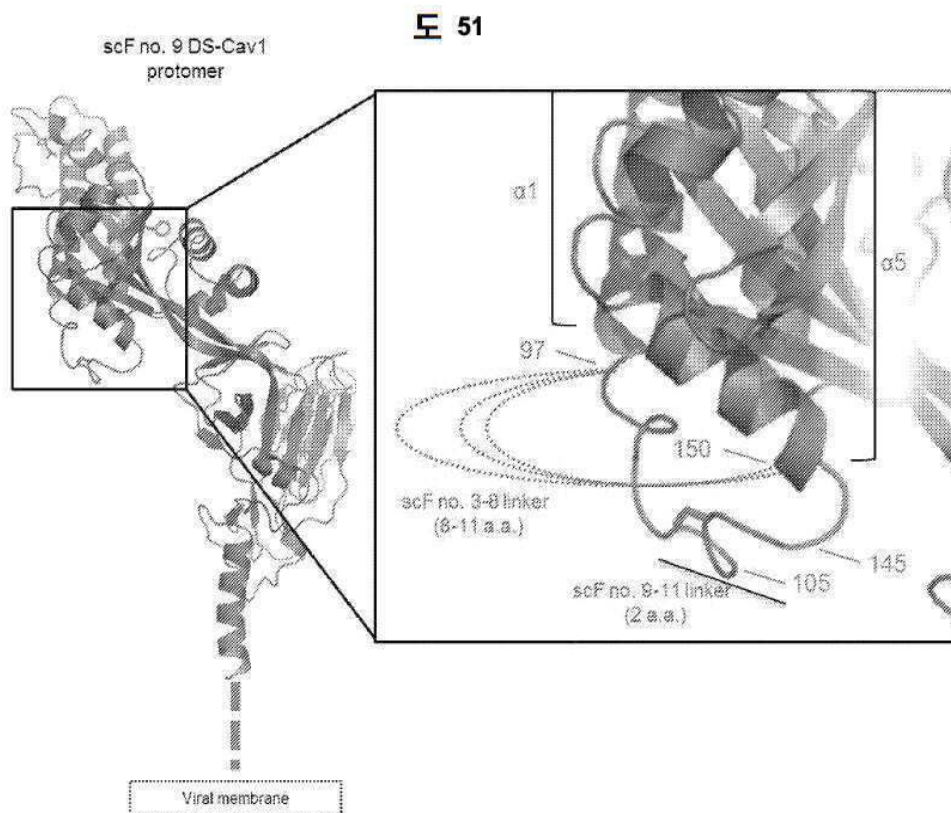 도 51
scF no. 9 DS-Cav1
protomer
α1
α5
97
150
scF no. 3-8 linker
(8-11 a.a.)
145
105
scF no. 9-11 linker
(2 a.a.)
Viral membrane